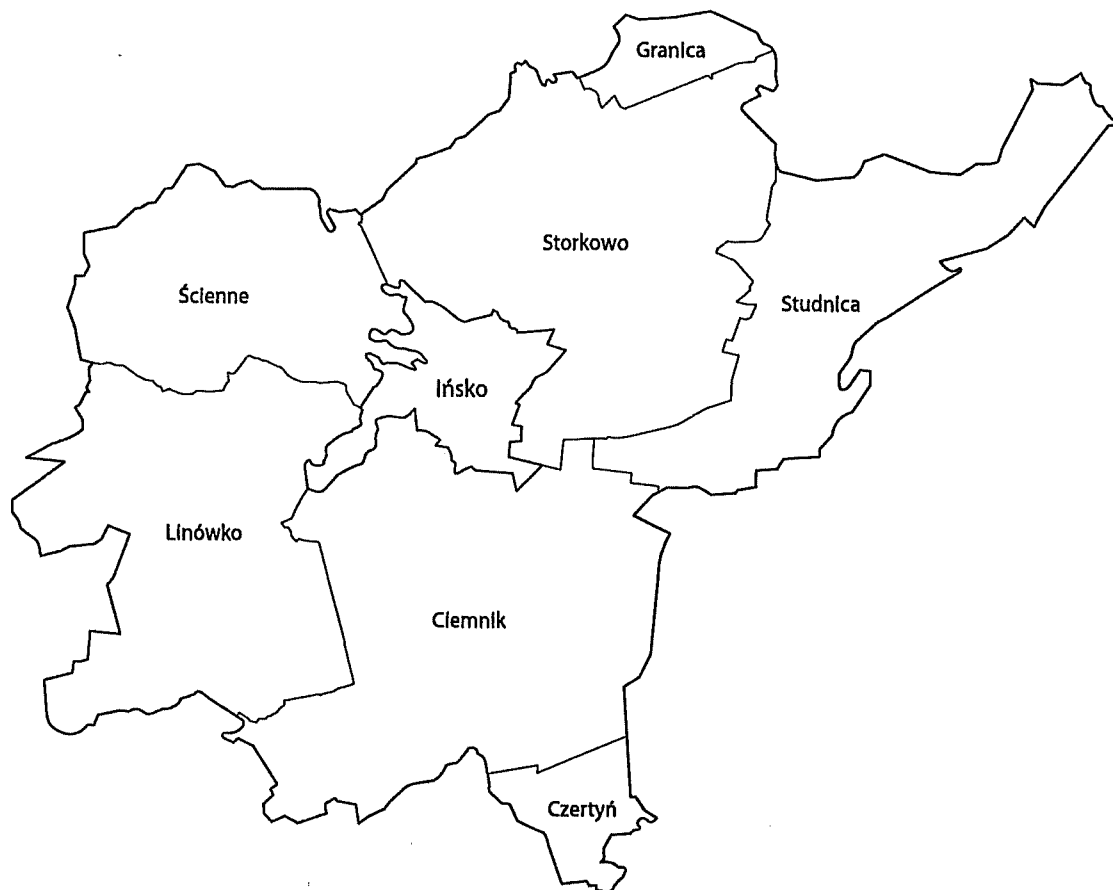 Granica
Storkowo
Ścienne
Studnica
Ińsko
Linówko
Ciemnik
Czertyń